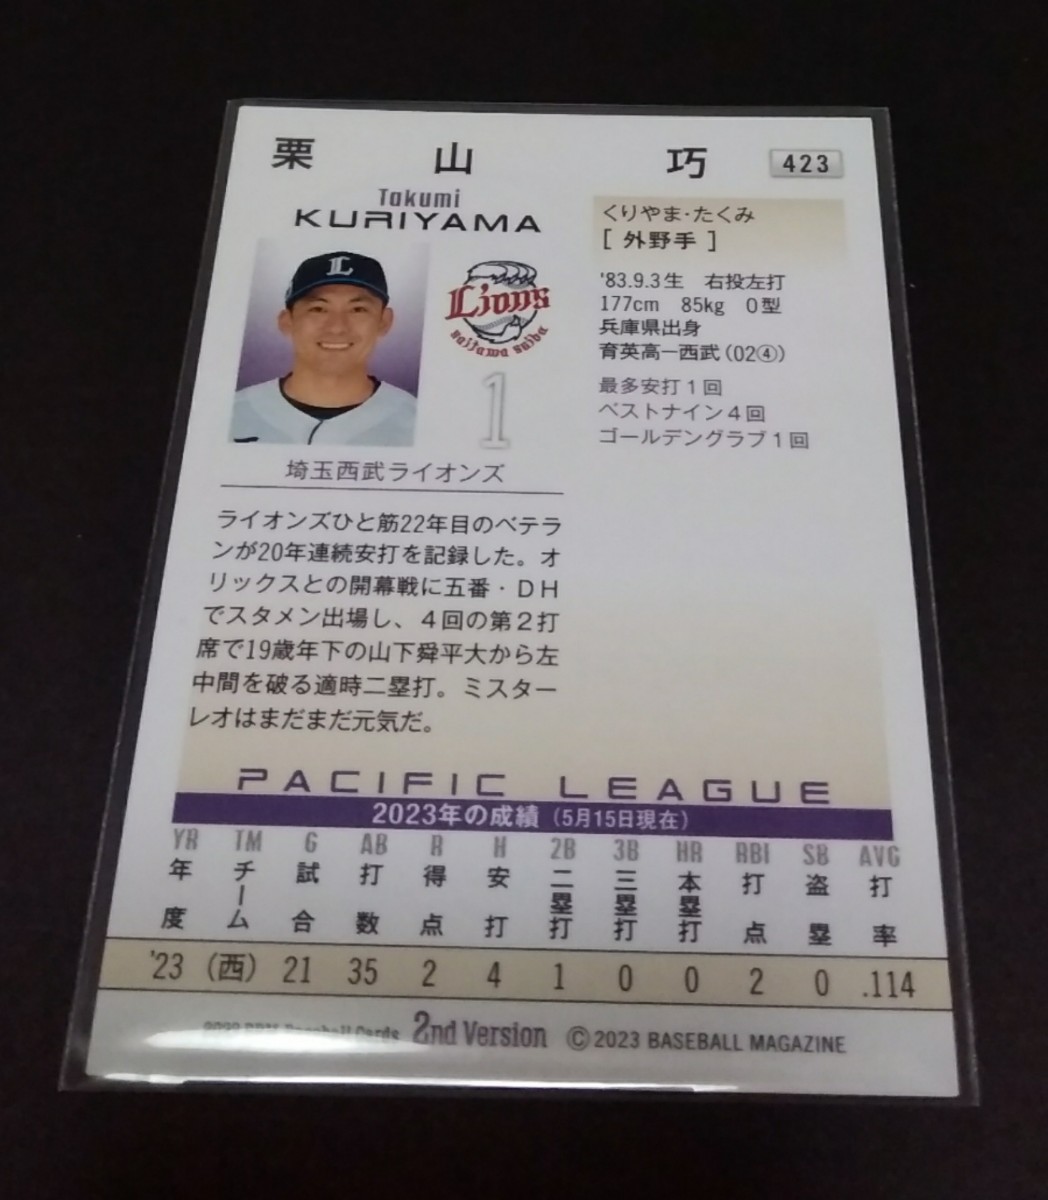 栗 山 巧 423
Takumi
KURIYAMA
くりやま・たくみ
[ 外野手 ]
'83.9.3生 右投左打
177cm 85kg O型
兵庫県出身
育英高ー西武(02④)
最多安打1回
ベストナイン4回
ゴールデングラブ1回
L
Lions
saitama seibu
1
埼玉西武ライオンズ
ライオンズひと筋22年目のベテラ
ンが20年連続安打を記録した。オ
リックスとの開幕戦に五番・DH
でスタメン出場し、4回の第2打
席で19歳年下の山下舜平大から左
中間を破る適時二塁打。ミスター
レオはまだまだ元気だ。
PACIFIC LEAGUE
2023年の成績(5月15日現在)
YR TM G AB R H 2B 3B HR RBI SB AVG
年度 チーム 試合 打数 得点 安打 二塁打 三塁打 本塁打 打点 盗塁 打率
'23 (西) 21 35 2 4 1 0 0 2 0 .114
2023 BBM Baseball Cards 2nd Version © 2023 BASEBALL MAGAZINE